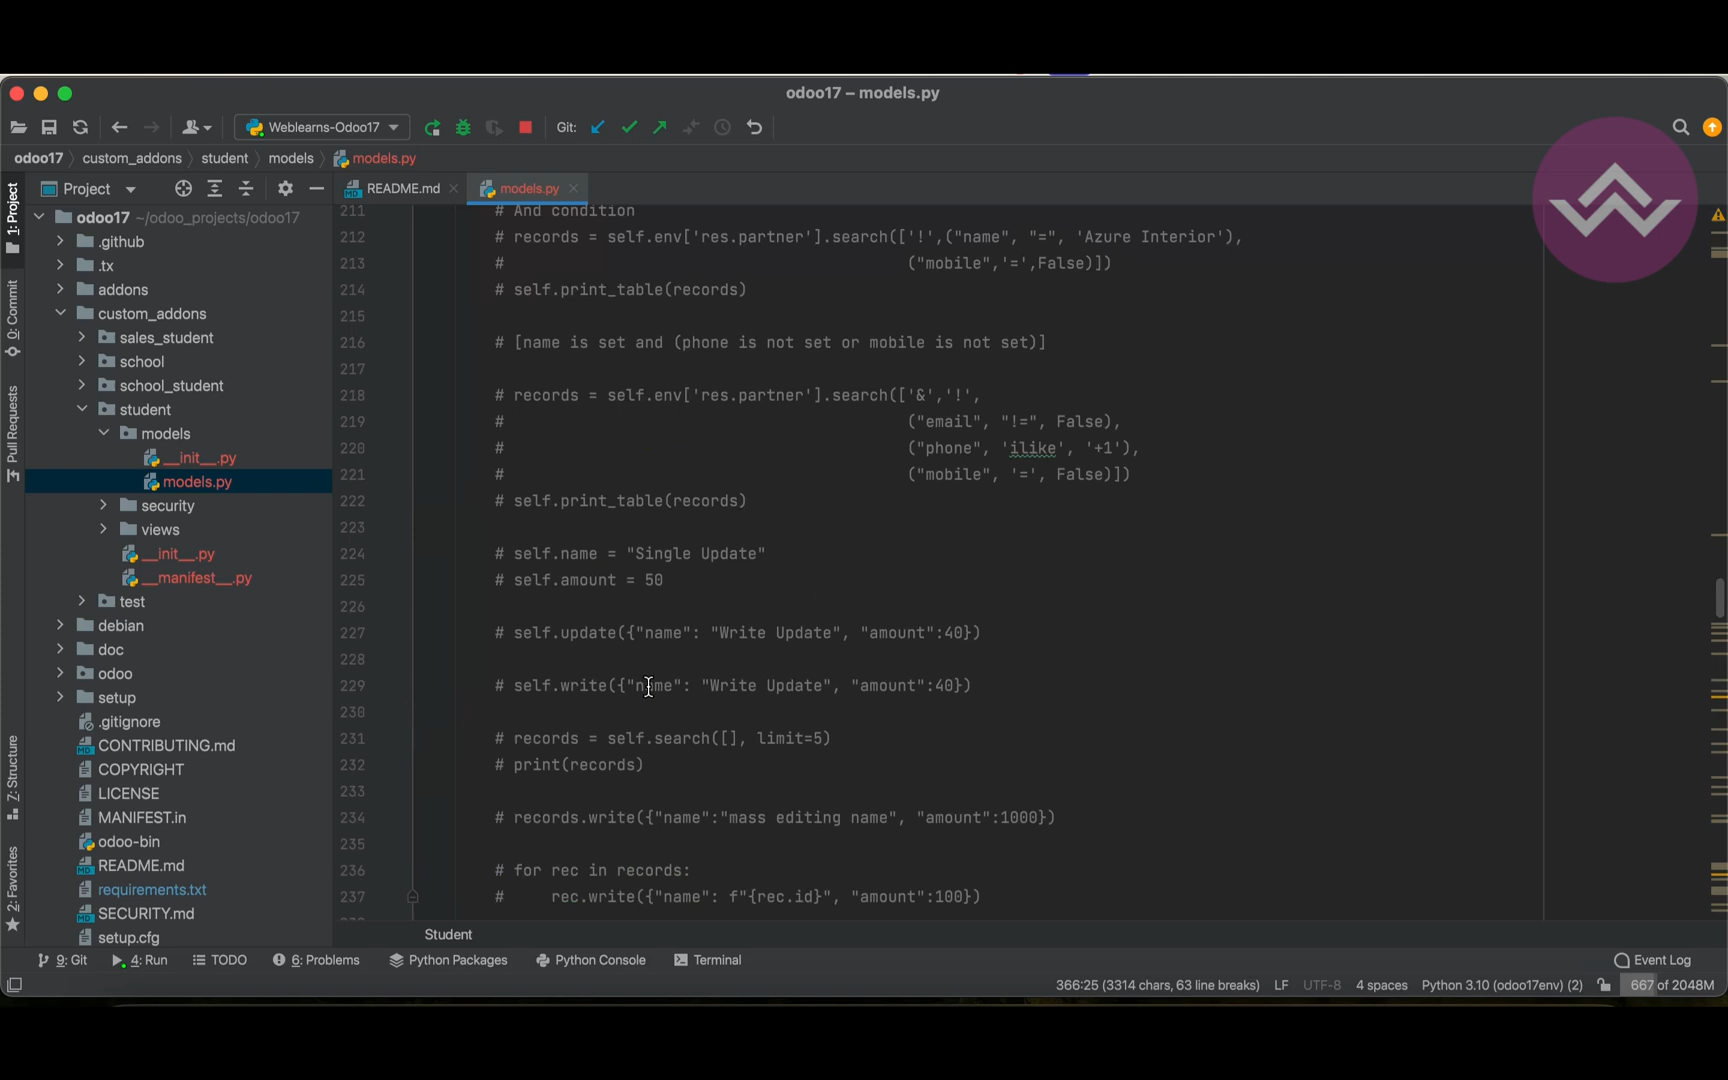 odoo17 – models.py
Weblearns-Odoo17
Git:
odoo17
custom_addons
student
models
models.py
Project
README.md
models.py
1: Project
0: Commit
Pull Requests
Z: Structure
2: Favorites
odoo17 ~/odoo_projects/odoo17
.github
.tx
addons
custom_addons
sales_student
school
school_student
student
models
__init__.py
models.py
security
views
__init__.py
__manifest__.py
test
debian
doc
odoo
setup
.gitignore
CONTRIBUTING.md
COPYRIGHT
LICENSE
MANIFEST.in
odoo-bin
README.md
requirements.txt
SECURITY.md
setup.cfg
211 # And condition
212 # records = self.env['res.partner'].search(['!',("name", "=", 'Azure Interior'),
213 # ("mobile",'=',False)])
214 # self.print_table(records)
215
216 # [name is set and (phone is not set or mobile is not set)]
217
218 # records = self.env['res.partner'].search(['&','!',
219 # ("email", "!=", False),
220 # ("phone", 'ilike', '+1'),
221 # ("mobile", '=', False)])
222 # self.print_table(records)
223
224 # self.name = "Single Update"
225 # self.amount = 50
226
227 # self.update({"name": "Write Update", "amount":40})
228
229 # self.write({"name": "Write Update", "amount":40})
230
231 # records = self.search([], limit=5)
232 # print(records)
233
234 # records.write({"name":"mass editing name", "amount":1000})
235
236 # for rec in records:
237 # rec.write({"name": f"{rec.id}", "amount":100})
Student
9: Git
4: Run
TODO
6: Problems
Python Packages
Python Console
Terminal
Event Log
366:25 (3314 chars, 63 line breaks) LF UTF-8 4 spaces Python 3.10 (odoo17env) (2) 667 of 2048M